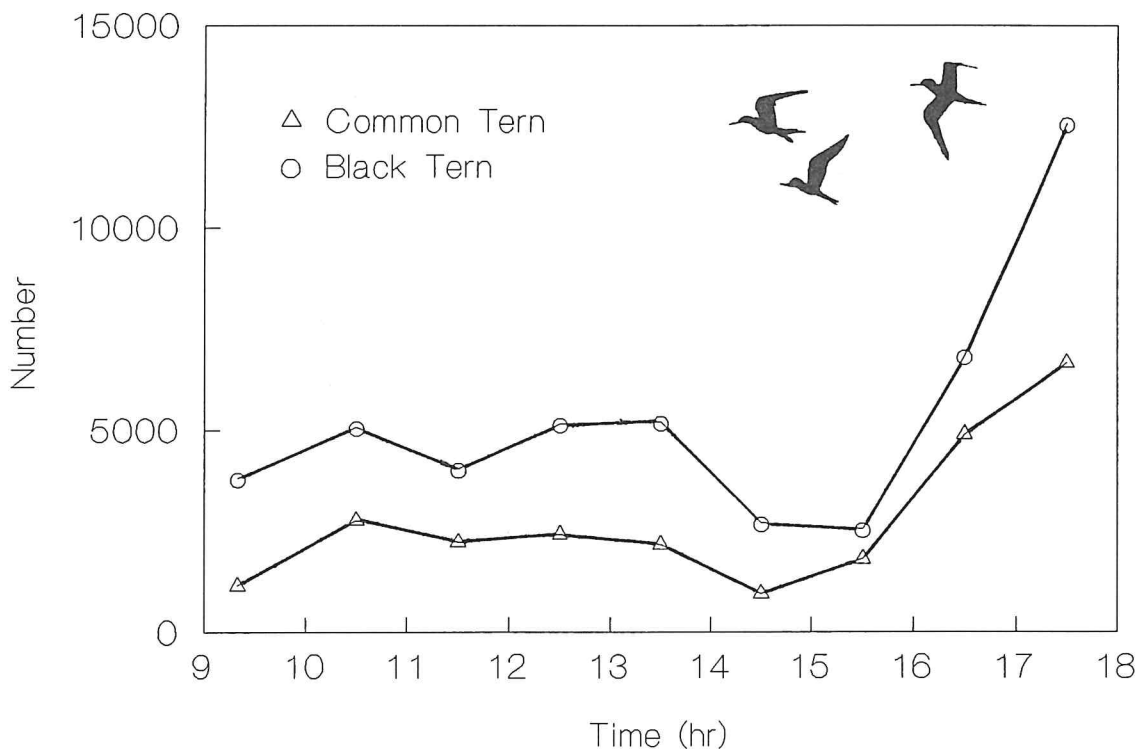 15000
△ Common Tern
○ Black Tern
10000
Number
5000
0
9 10 11 12 13 14 15 16 17 18
Time (hr)